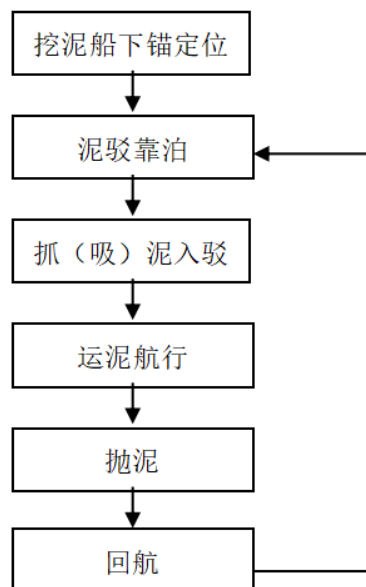 挖泥船下锚定位
泥驳靠泊
抓（吸）泥入驳
运泥航行
抛泥
回航